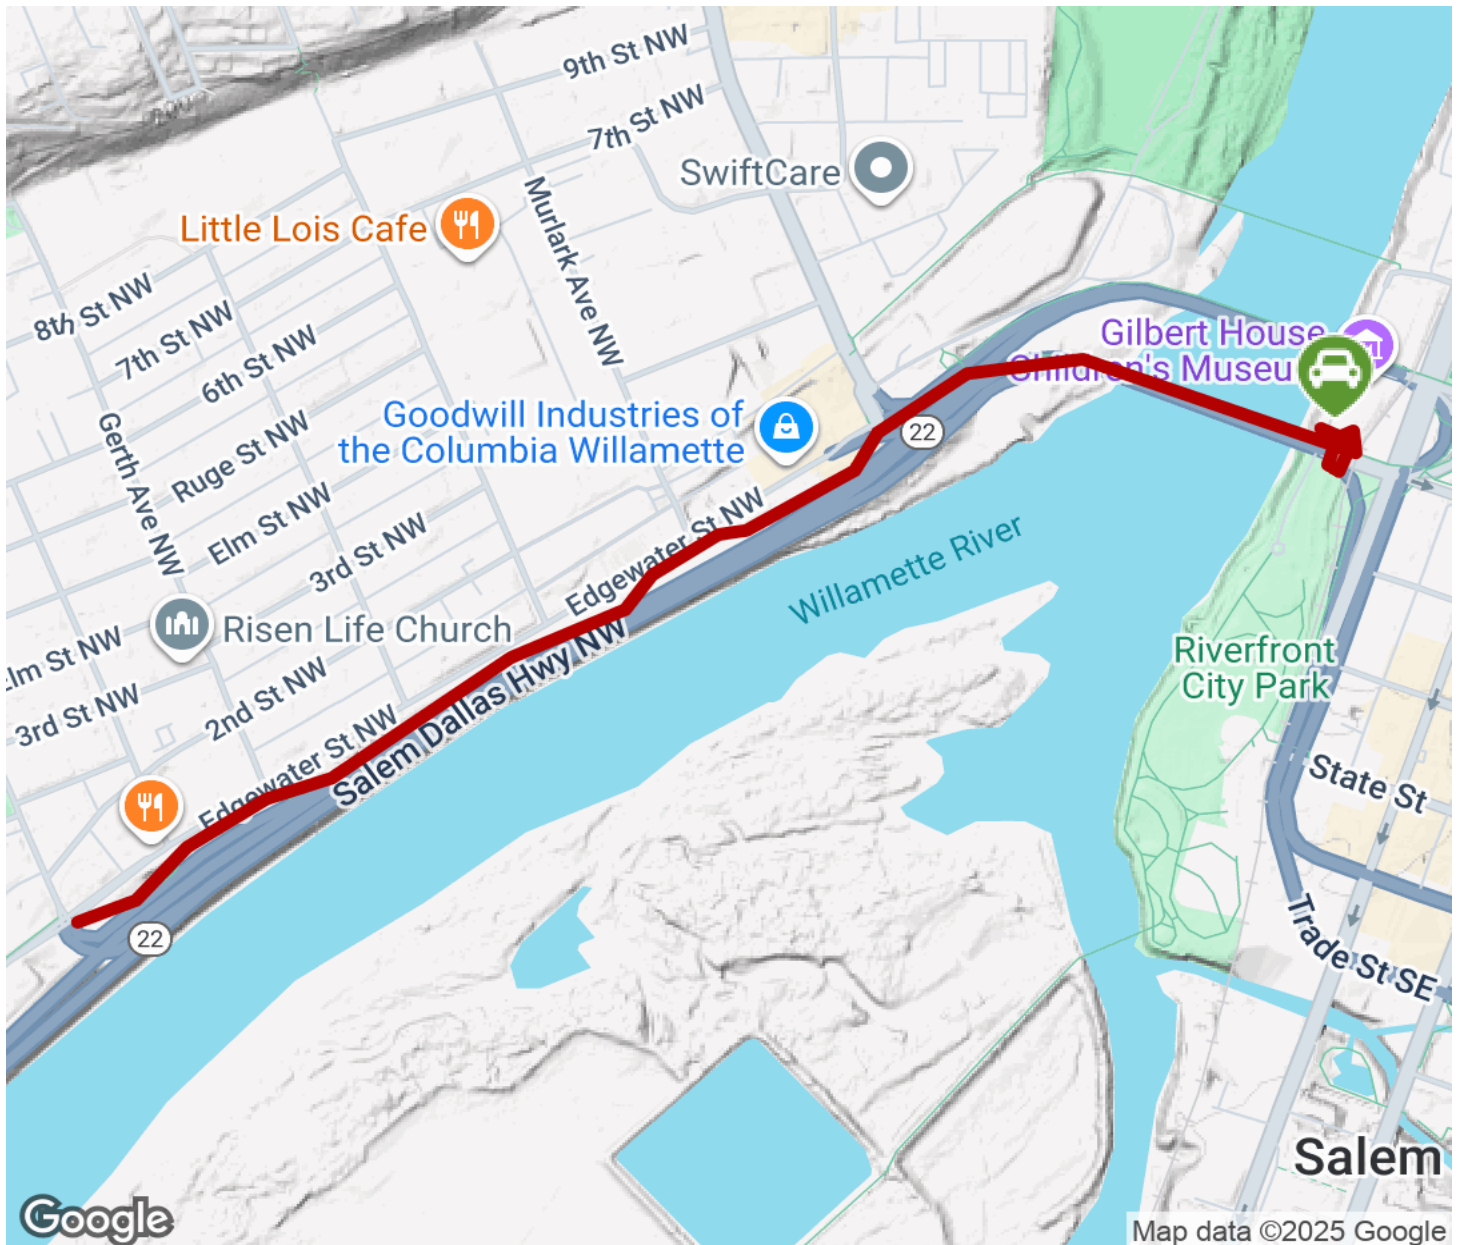 9th St NW
7th St NW
SwiftCare
Little Lois Cafe
Murlark Ave NW
8th St NW
7th St NW
6th St NW
Gilbert House
Children's Museu
Goodwill Industries of
the Columbia Willamette
22
Gerth Ave NW
Ruge St NW
Elm St NW
3rd St NW
Edgewater St NW
Willamette River
Risen Life Church
Elm St NW
3rd St NW
2nd St NW
Riverfront
City Park
Edgewater St NW
Salem Dallas Hwy NW
State St
22
Trade St SE
Salem
Google
Map data ©2025 Google